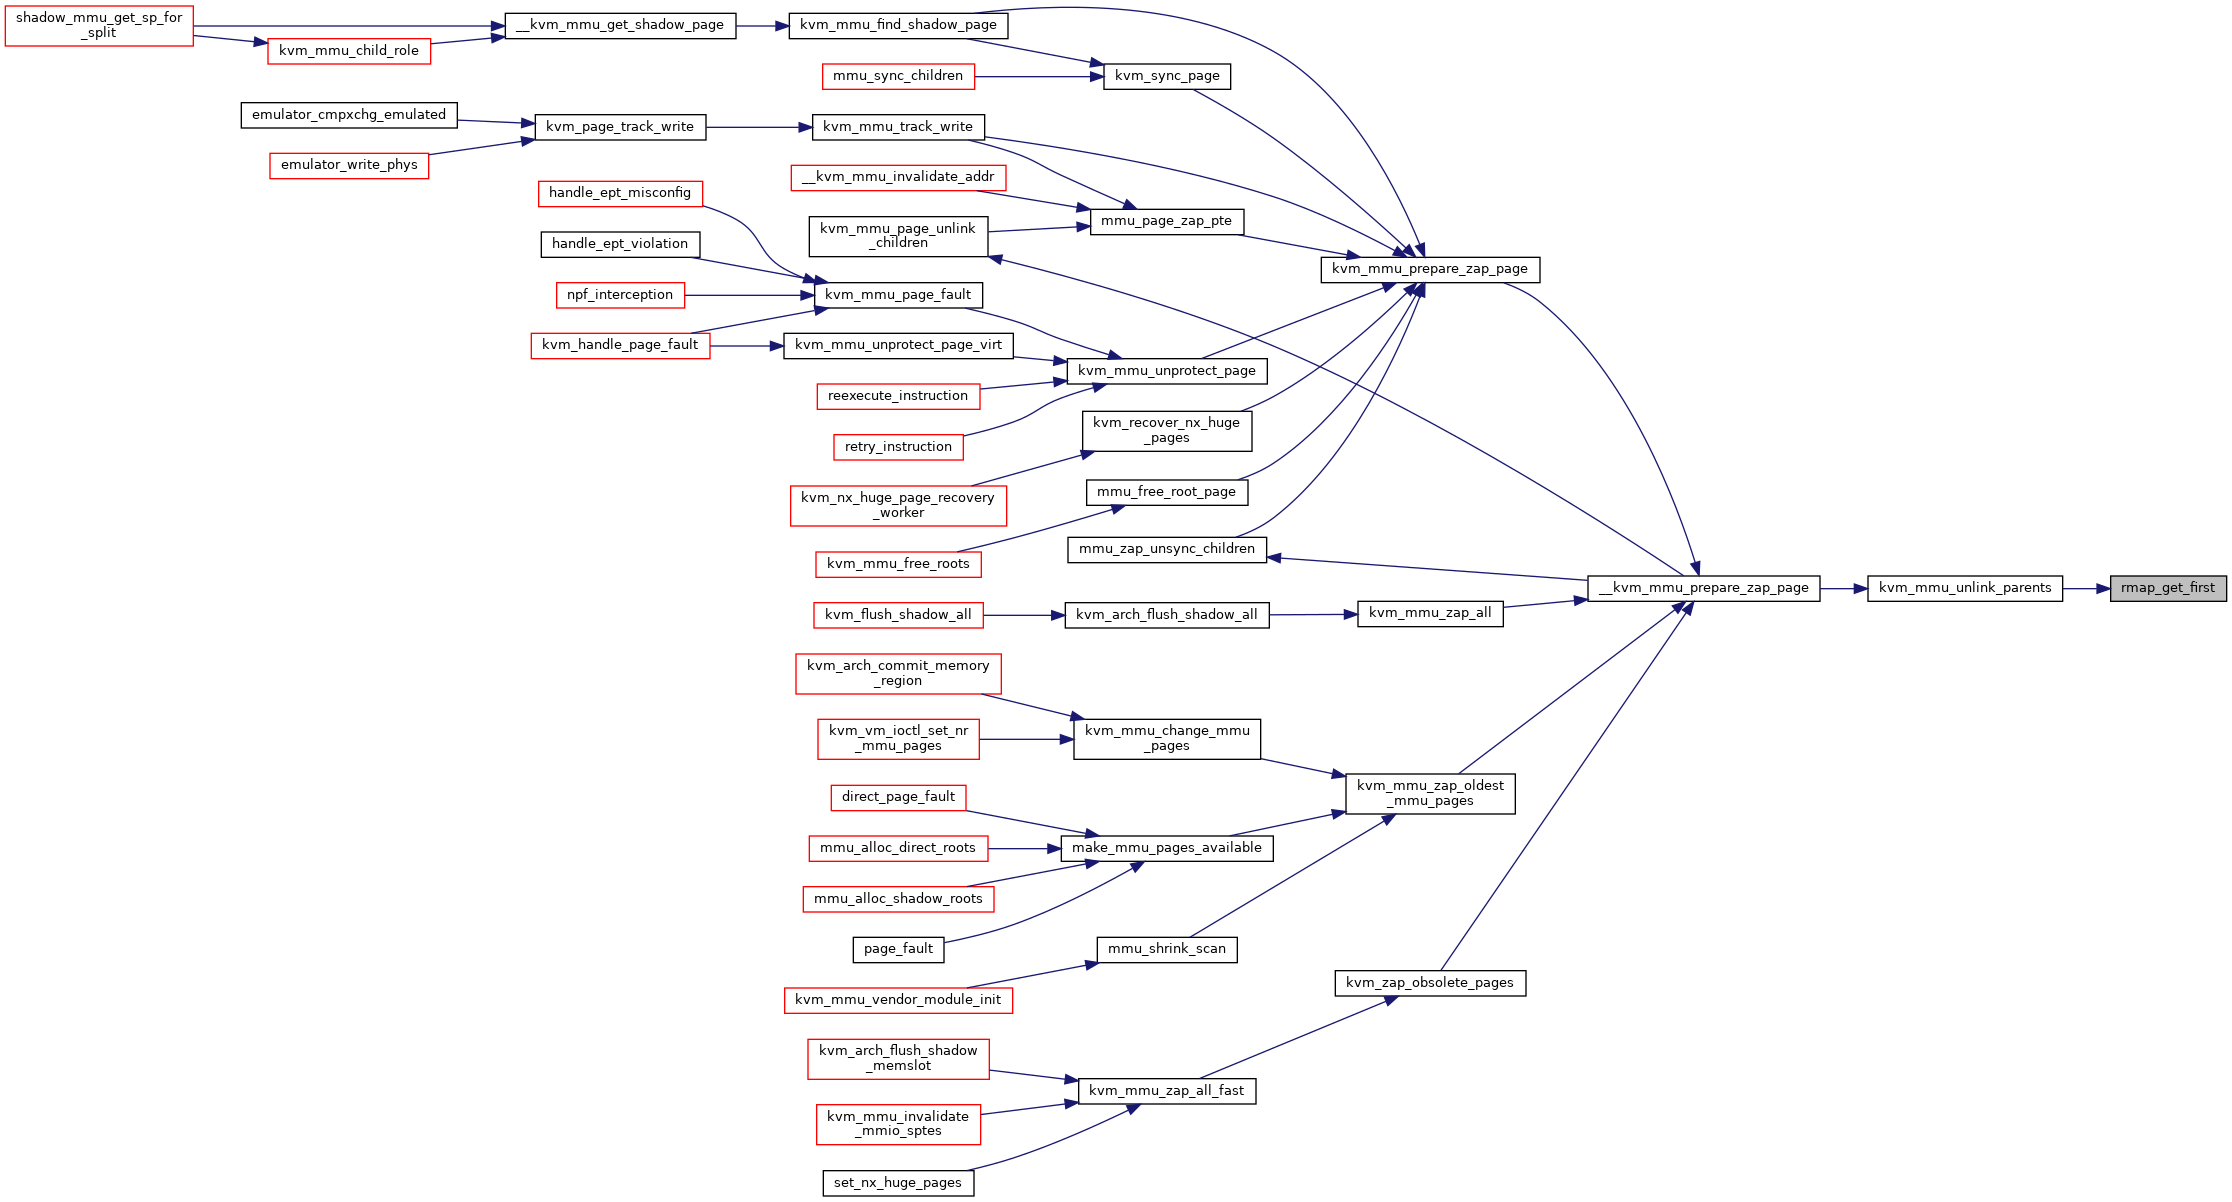 shadow_mmu_get_sp_for
_split
kvm_mmu_child_role
__kvm_mmu_get_shadow_page
kvm_mmu_find_shadow_page
mmu_sync_children
kvm_sync_page
emulator_cmpxchg_emulated
emulator_write_phys
kvm_page_track_write
kvm_mmu_track_write
__kvm_mmu_invalidate_addr
kvm_mmu_page_unlink
_children
mmu_page_zap_pte
handle_ept_misconfig
handle_ept_violation
npf_interception
kvm_handle_page_fault
kvm_mmu_page_fault
kvm_mmu_unprotect_page_virt
reexecute_instruction
retry_instruction
kvm_mmu_unprotect_page
kvm_recover_nx_huge
_pages
kvm_nx_huge_page_recovery
_worker
mmu_free_root_page
kvm_mmu_free_roots
mmu_zap_unsync_children
kvm_mmu_prepare_zap_page
kvm_flush_shadow_all
kvm_arch_flush_shadow_all
kvm_mmu_zap_all
__kvm_mmu_prepare_zap_page
kvm_mmu_unlink_parents
rmap_get_first
kvm_arch_commit_memory
_region
kvm_vm_ioctl_set_nr
_mmu_pages
kvm_mmu_change_mmu
_pages
kvm_mmu_zap_oldest
_mmu_pages
direct_page_fault
mmu_alloc_direct_roots
mmu_alloc_shadow_roots
page_fault
make_mmu_pages_available
mmu_shrink_scan
kvm_mmu_vendor_module_init
kvm_zap_obsolete_pages
kvm_arch_flush_shadow
_memslot
kvm_mmu_invalidate
_mmio_sptes
set_nx_huge_pages
kvm_mmu_zap_all_fast